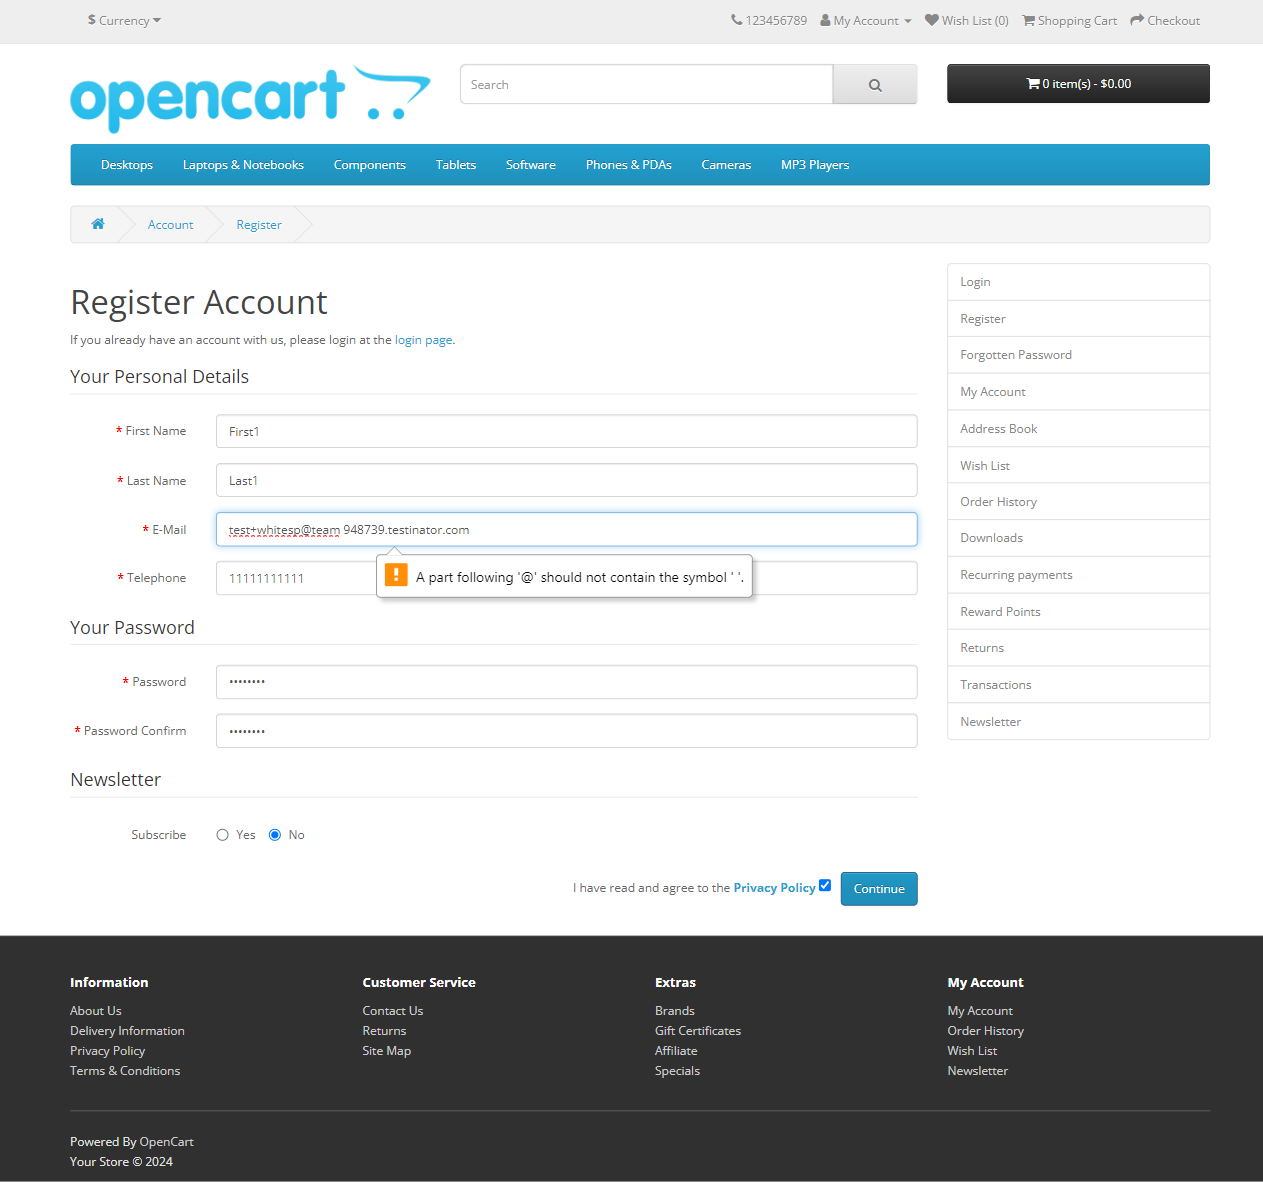 $ Currency
123456789 My Account Wish List (0) Shopping Cart Checkout
opencart
Search
0 item(s) - $0.00
Desktops Laptops & Notebooks Components Tablets Software Phones & PDAs Cameras MP3 Players
Account Register
Register Account
If you already have an account with us, please login at the login page.
Your Personal Details
* First Name First1
* Last Name Last1
* E-Mail test+whitesp@team 948739.testinator.com
A part following '@' should not contain the symbol ' '.
* Telephone 11111111111
Your Password
* Password ••••••••
* Password Confirm ••••••••
Newsletter
Subscribe Yes No
I have read and agree to the Privacy Policy
Continue
Login
Register
Forgotten Password
My Account
Address Book
Wish List
Order History
Downloads
Recurring payments
Reward Points
Returns
Transactions
Newsletter
Information
About Us
Delivery Information
Privacy Policy
Terms & Conditions
Customer Service
Contact Us
Returns
Site Map
Extras
Brands
Gift Certificates
Affiliate
Specials
My Account
My Account
Order History
Wish List
Newsletter
Powered By OpenCart
Your Store © 2024